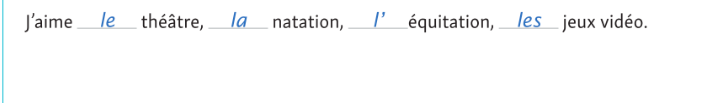 J’aime le théâtre, la natation, l’ équitation, les jeux vidéo.